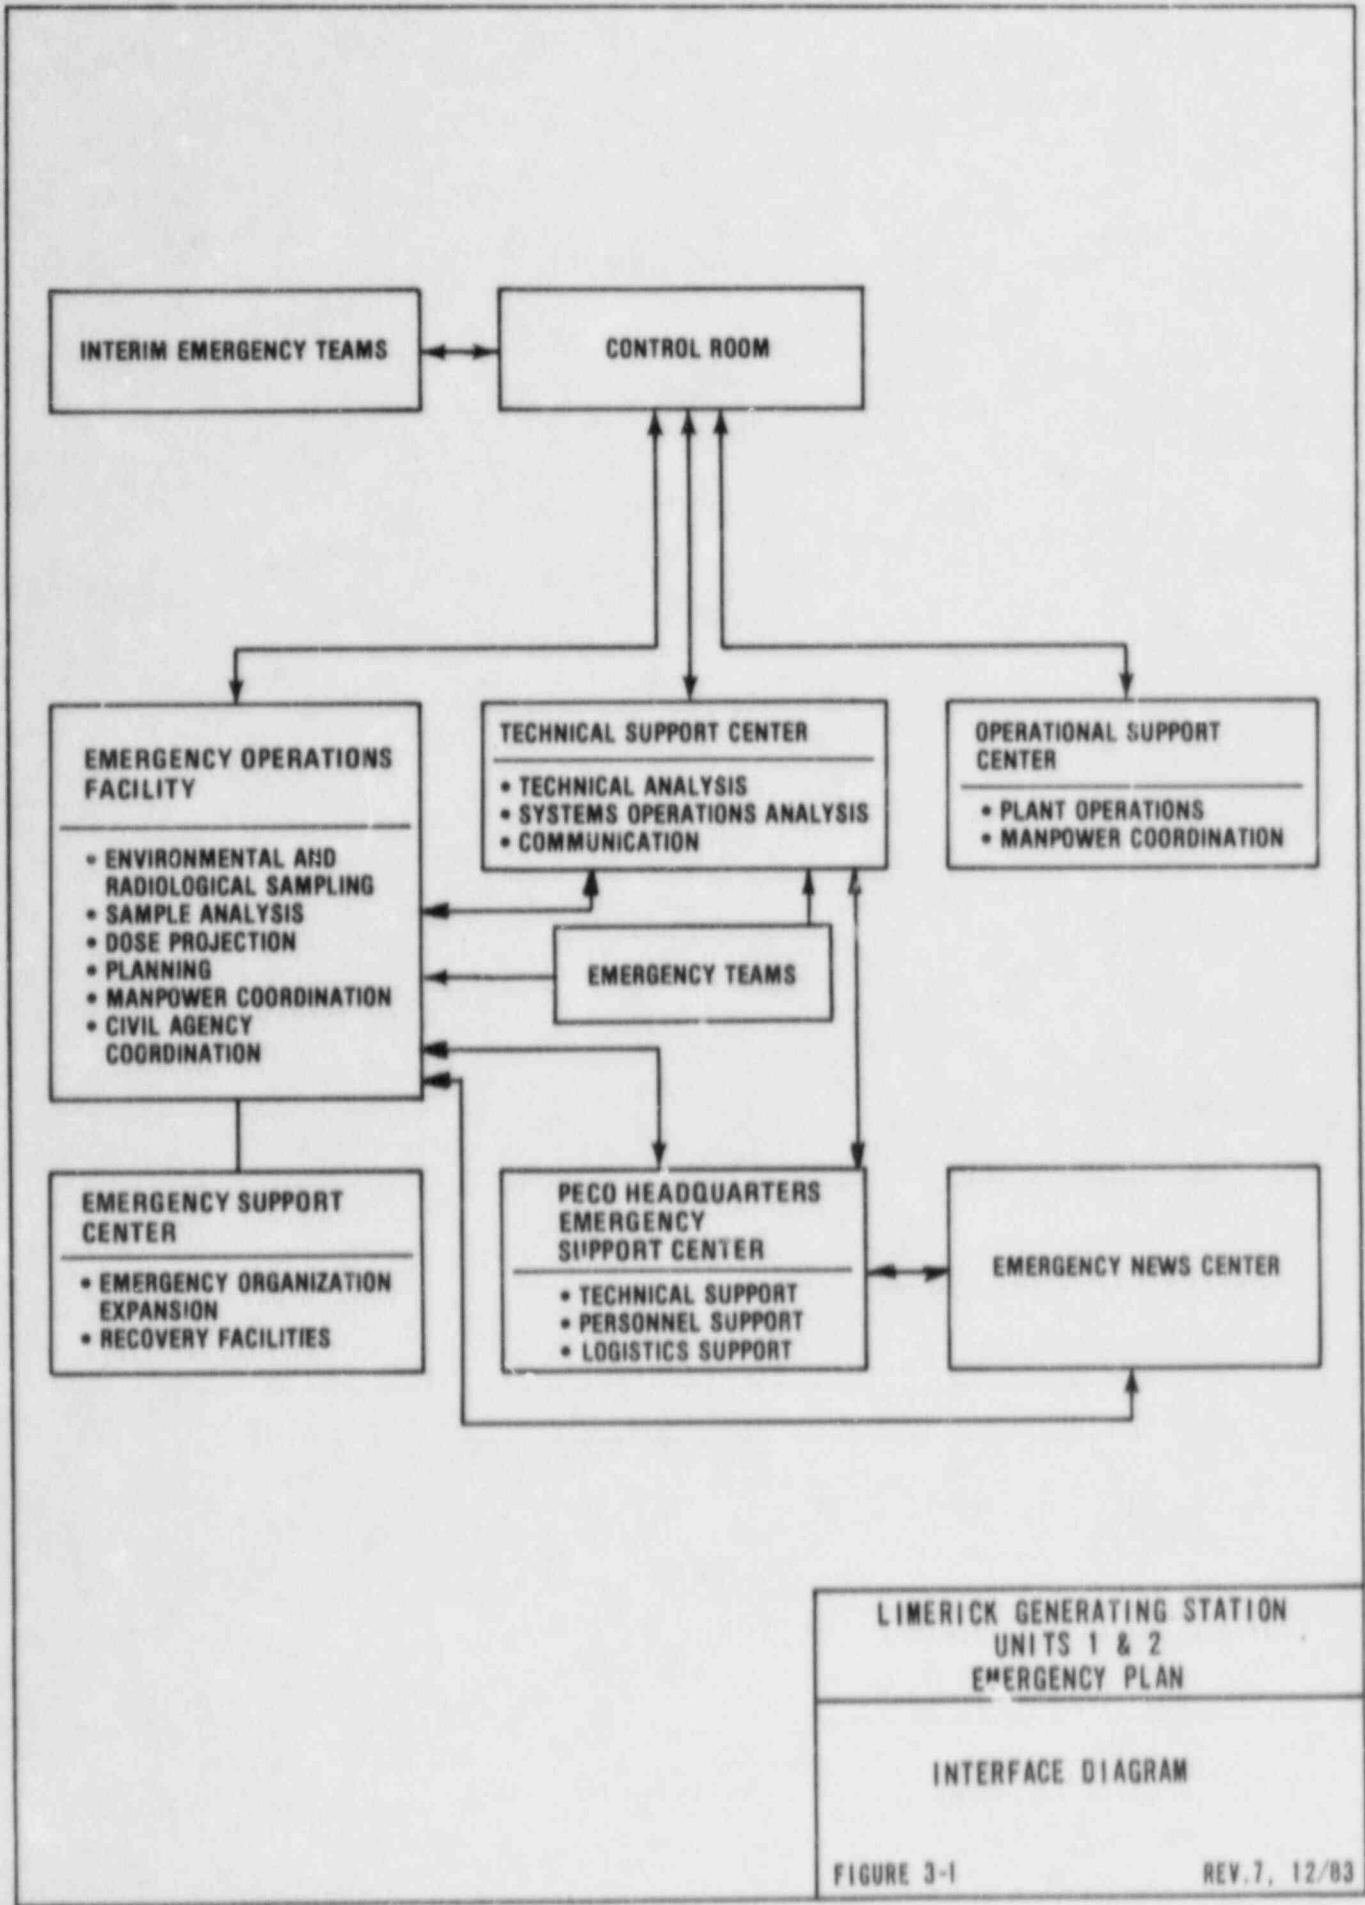 INTERIM EMERGENCY TEAMS
CONTROL ROOM
EMERGENCY OPERATIONS
FACILITY
• ENVIRONMENTAL AND
RADIOLOGICAL SAMPLING
• SAMPLE ANALYSIS
• DOSE PROJECTION
• PLANNING
• MANPOWER COORDINATION
• CIVIL AGENCY
COORDINATION
TECHNICAL SUPPORT CENTER
• TECHNICAL ANALYSIS
• SYSTEMS OPERATIONS ANALYSIS
• COMMUNICATION
OPERATIONAL SUPPORT
CENTER
• PLANT OPERATIONS
• MANPOWER COORDINATION
EMERGENCY TEAMS
EMERGENCY SUPPORT
CENTER
• EMERGENCY ORGANIZATION
EXPANSION
• RECOVERY FACILITIES
PECO HEADQUARTERS
EMERGENCY
SUPPORT CENTER
• TECHNICAL SUPPORT
• PERSONNEL SUPPORT
• LOGISTICS SUPPORT
EMERGENCY NEWS CENTER
LIMERICK GENERATING STATION
UNITS 1 & 2
EMERGENCY PLAN
INTERFACE DIAGRAM
FIGURE 3-1
REV.7, 12/83